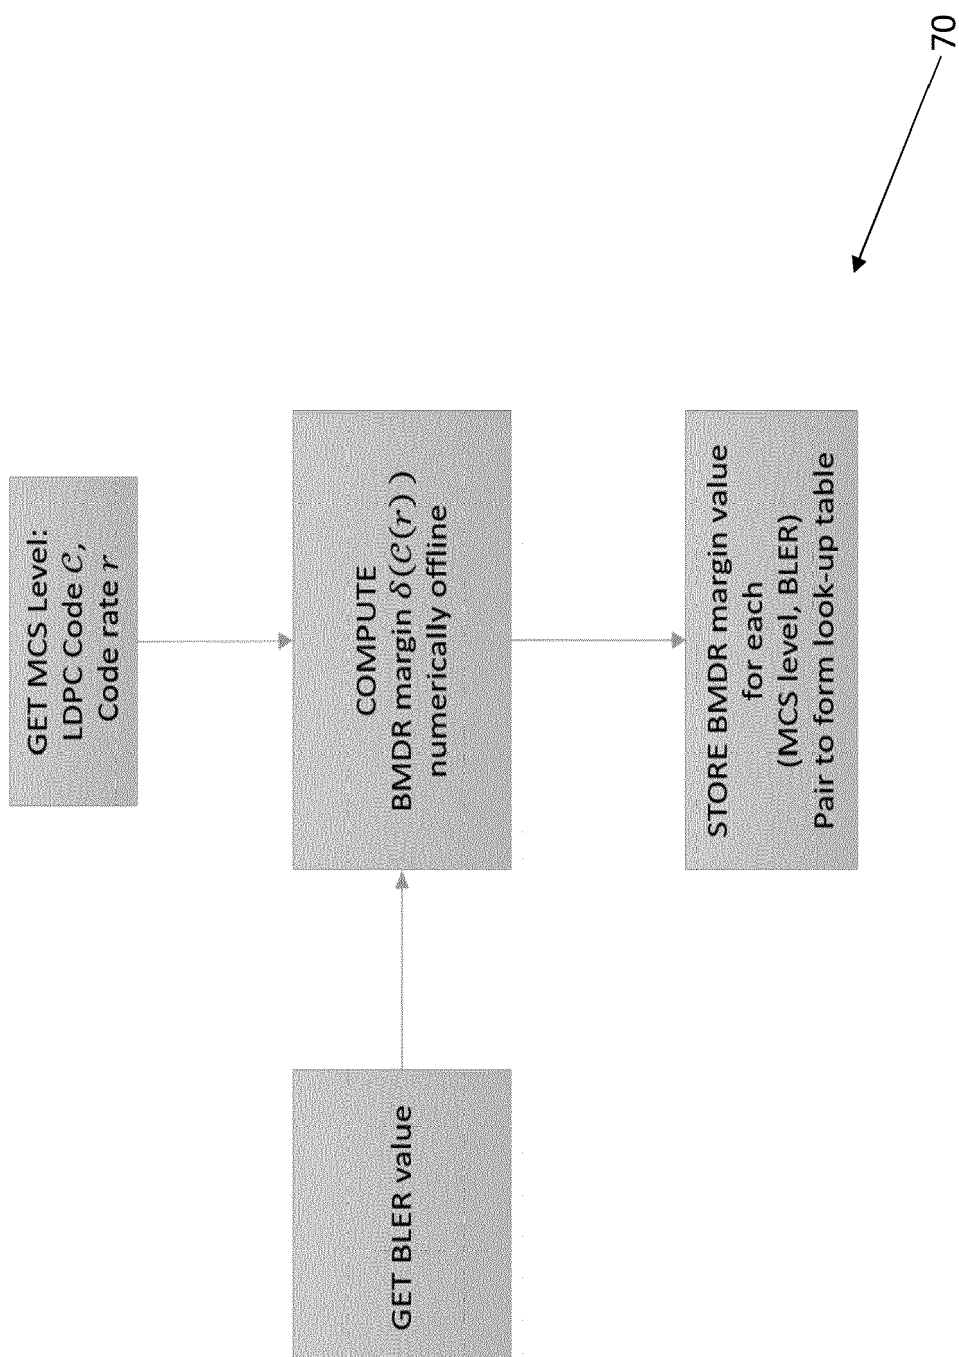 70
GET MCS Level:
LDPC Code 𝒞,
Code rate r
COMPUTE
BMDR margin δ(𝒞(r) )
numerically offline
STORE BMDR margin value
for each
(MCS level, BLER)
Pair to form look-up table
GET BLER value